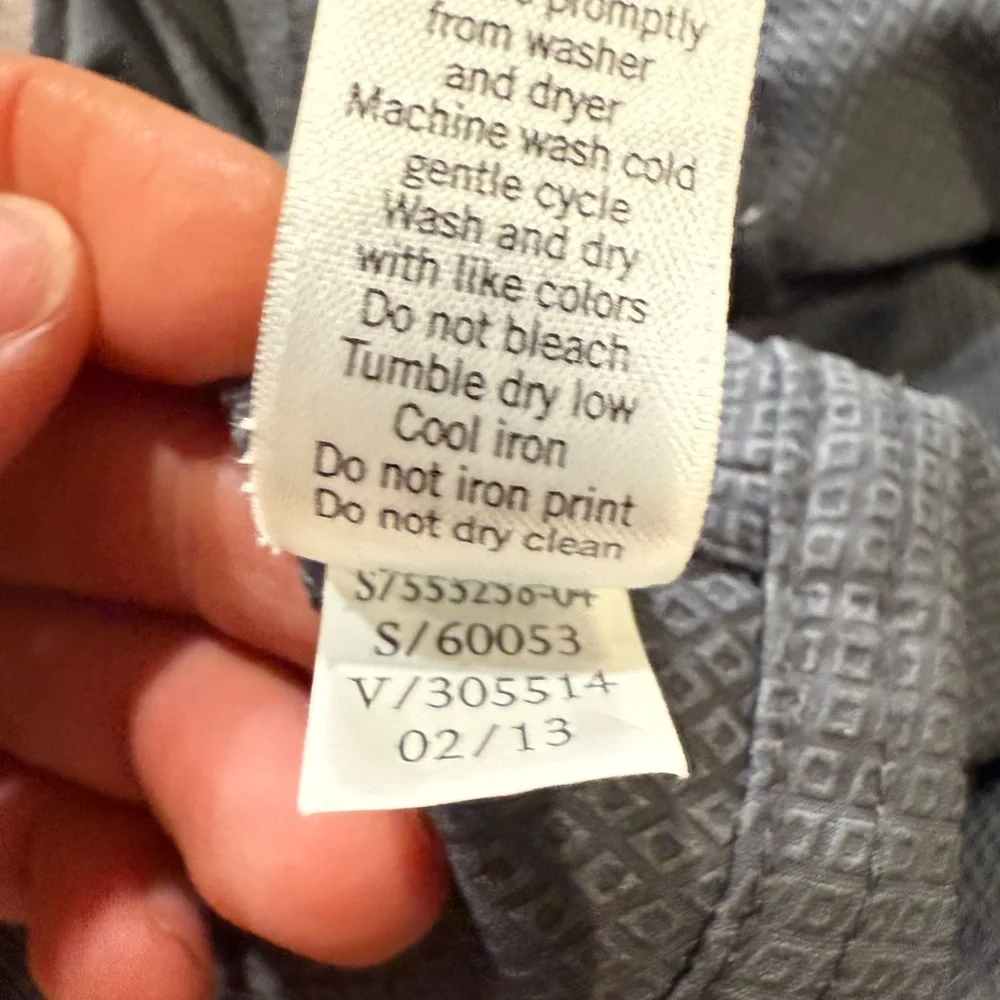 promptly
from washer
and dryer
Machine wash cold
gentle cycle
Wash and dry
with like colors
Do not bleach
Tumble dry low
Cool iron
Do not iron print
Do not dry clean
S/60053
V/305514
02/13